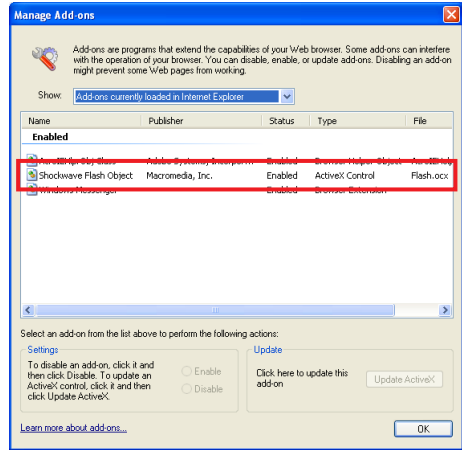 Manage Add-ons
Add-ons are programs that extend the capabilities of your Web browser. Some add-ons can interfere
with the operation of your browser. You can disable, enable, or update add-ons. Disabling an add-on
might prevent some Web pages from working.
Show: Add-ons currently loaded in Internet Explorer
Name Publisher Status Type File
Enabled
Adobe Systems, Enabled Browser Helper Object
Shockwave Flash Object Macromedia, Inc. Enabled ActiveX Control Flash.ocx
Windows Messenger Enabled Browser Extension
Select an add-on from the list above to perform the following actions:
Settings
To disable an add-on, click it and
then click Disable. To update an
ActiveX control, click it and then
click Update ActiveX.
Enable
Disable
Update
Click here to update this
add-on
Update ActiveX
Learn more about add-ons...
OK